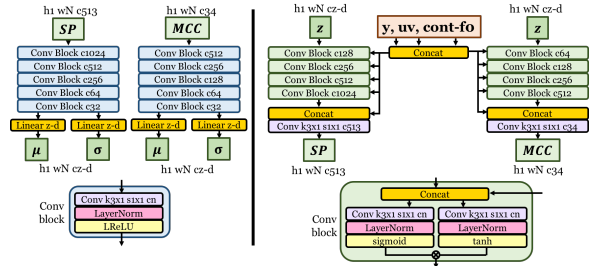 h1 wN c513
SP
Conv Block c1024
Conv Block c512
Conv Block c256
Conv Block c64
Conv Block c32
Linear z-d
Linear z-d
μ
σ
h1 wN cz-d
h1 wN c34
MCC
Conv Block c512
Conv Block c256
Conv Block c128
Conv Block c64
Conv Block c32
Linear z-d
Linear z-d
μ
σ
h1 wN cz-d
Conv
block
Conv k3x1 s1x1 cn
LayerNorm
LReLU
h1 wN cz-d
z
y, uv, cont-fo
Concat
h1 wN cz-d
z
Conv Block c128
Conv Block c256
Conv Block c512
Conv Block c1024
Concat
Conv k3x1 s1x1 c513
SP
h1 wN c513
Conv Block c64
Conv Block c128
Conv Block c256
Conv Block c512
Concat
Conv k3x1 s1x1 c34
MCC
h1 wN c34
Conv
block
Concat
Conv k3x1 s1x1 cn
LayerNorm
sigmoid
Conv k3x1 s1x1 cn
LayerNorm
tanh